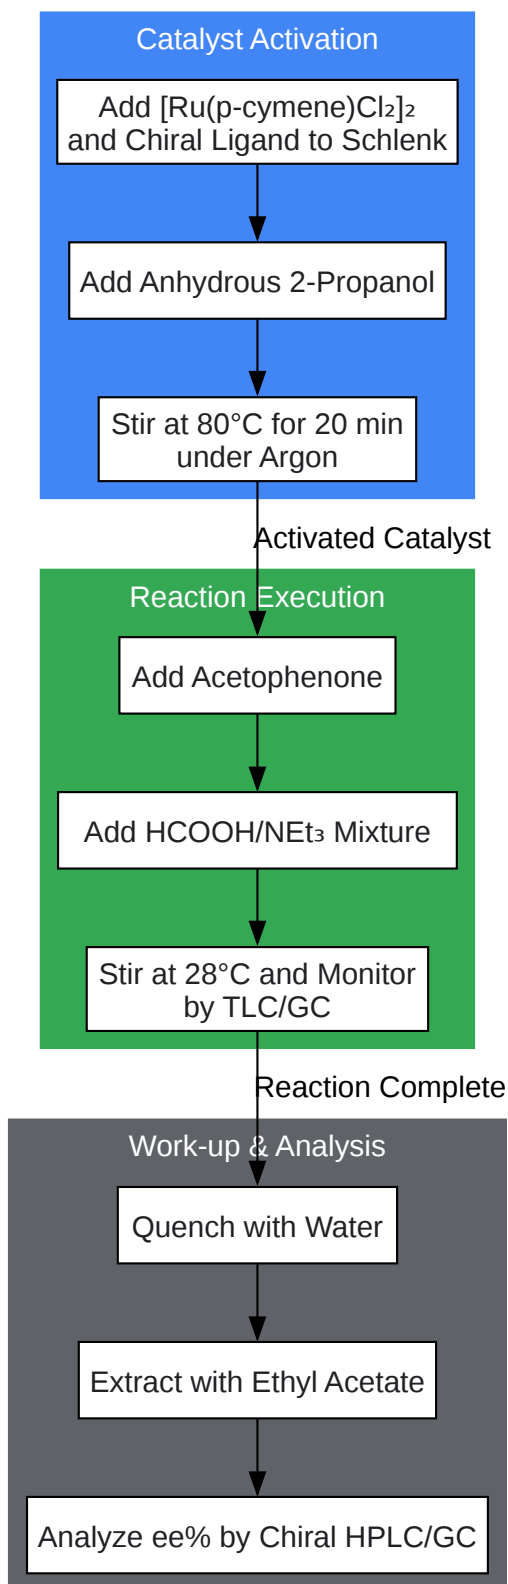 Catalyst Activation
Add [Ru(p-cymene)Cl₂]₂
and Chiral Ligand to Schlenk
Add Anhydrous 2-Propanol
Stir at 80°C for 20 min
under Argon
Activated Catalyst
Reaction Execution
Add Acetophenone
Add HCOOH/NEt₃ Mixture
Stir at 28°C and Monitor
by TLC/GC
Reaction Complete
Work-up & Analysis
Quench with Water
Extract with Ethyl Acetate
Analyze ee% by Chiral HPLC/GC